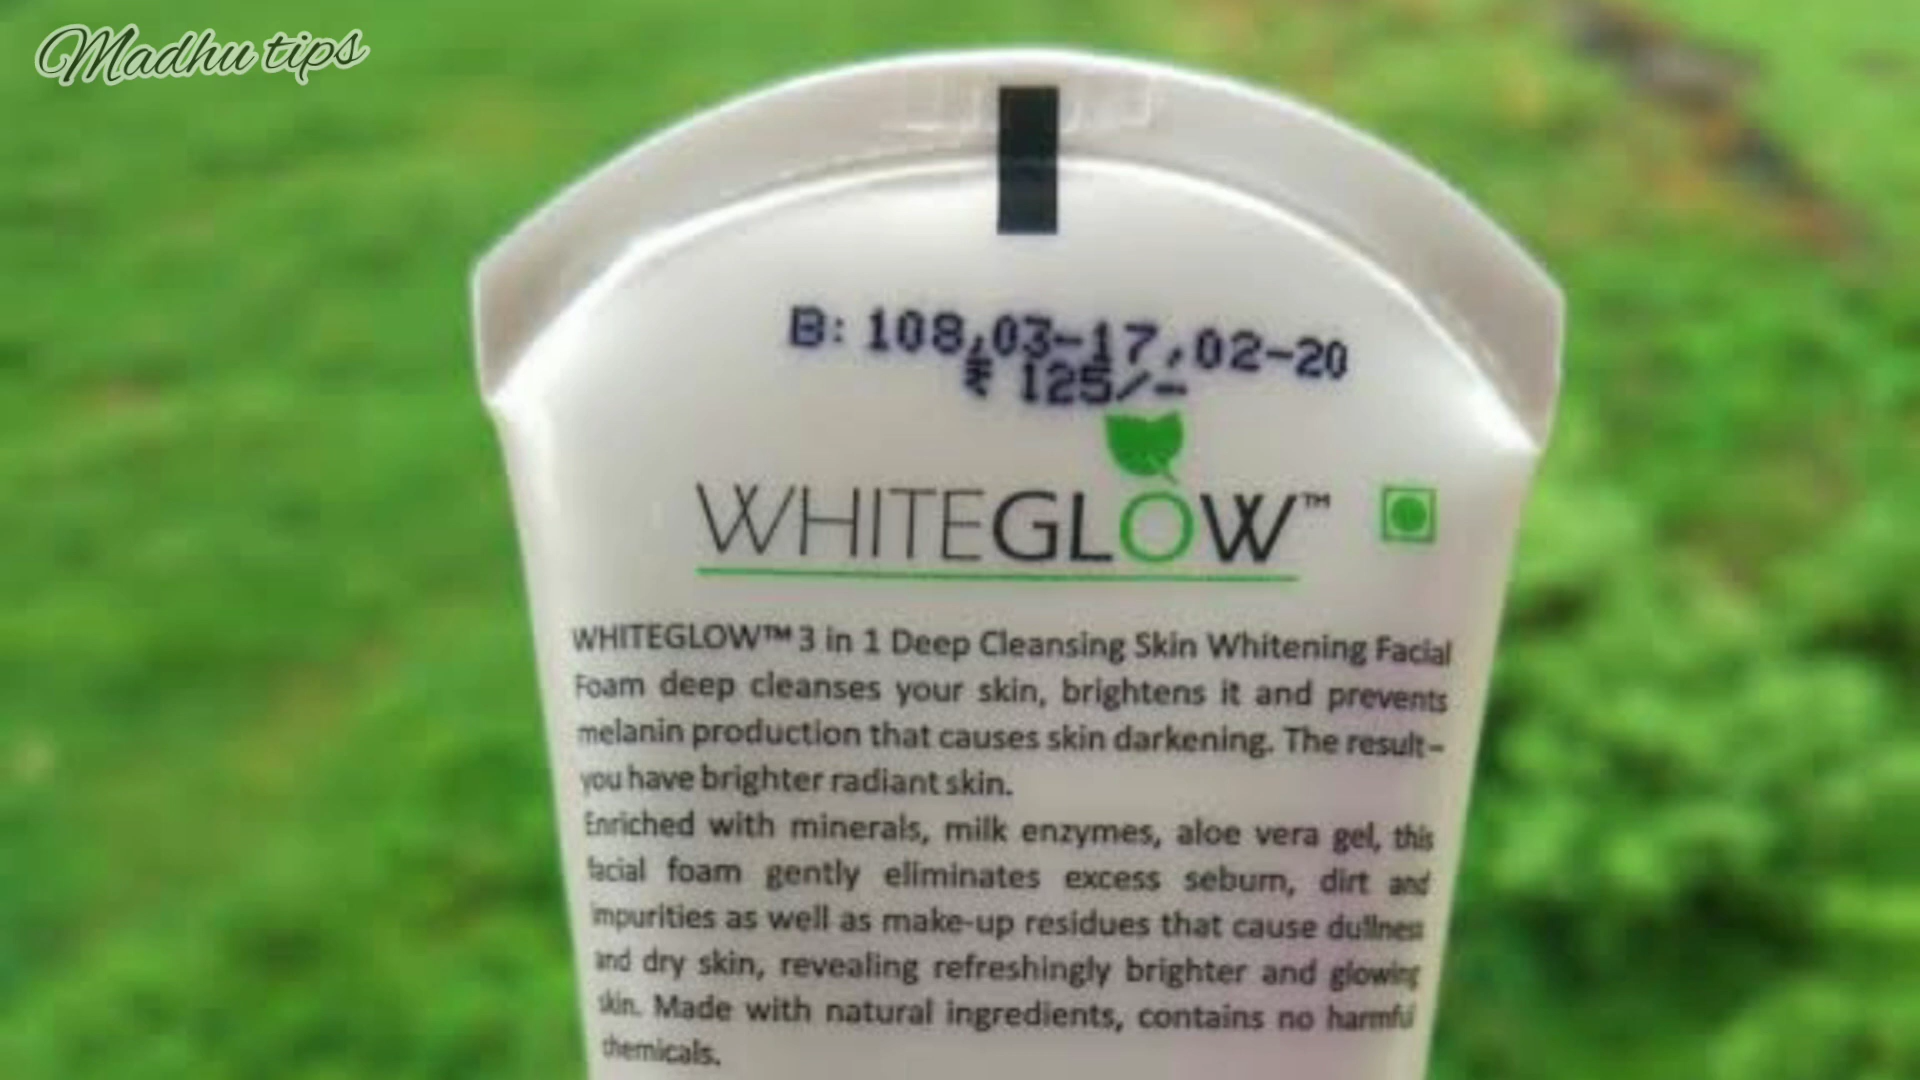 Madhu tips
B: 108,03-17,02-20
₹ 125/-
WHITEGLOW™
WHITEGLOW™ 3 in 1 Deep Cleansing Skin Whitening Facial
Foam deep cleanses your skin, brightens it and prevents
melanin production that causes skin darkening. The result –
you have brighter radiant skin.
Enriched with minerals, milk enzymes, aloe vera gel, this
facial foam gently eliminates excess sebum, dirt and
impurities as well as make-up residues that cause dullness
and dry skin, revealing refreshingly brighter and glowing
skin. Made with natural ingredients, contains no harmful
chemicals.